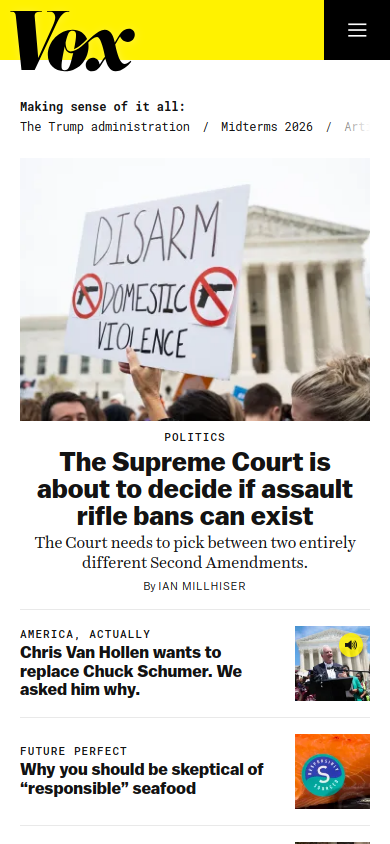 Vox
Making sense of it all:
The Trump administration / Midterms 2026 / Art
DISARM
DOMESTIC
VIOLENCE
POLITICS
The Supreme Court is
about to decide if assault
rifle bans can exist
The Court needs to pick between two entirely
different Second Amendments.
By IAN MILLHISER
AMERICA, ACTUALLY
Chris Van Hollen wants to
replace Chuck Schumer. We
asked him why.
FUTURE PERFECT
Why you should be skeptical of
“responsible” seafood
RESPONSIBLY
S
SOURCED